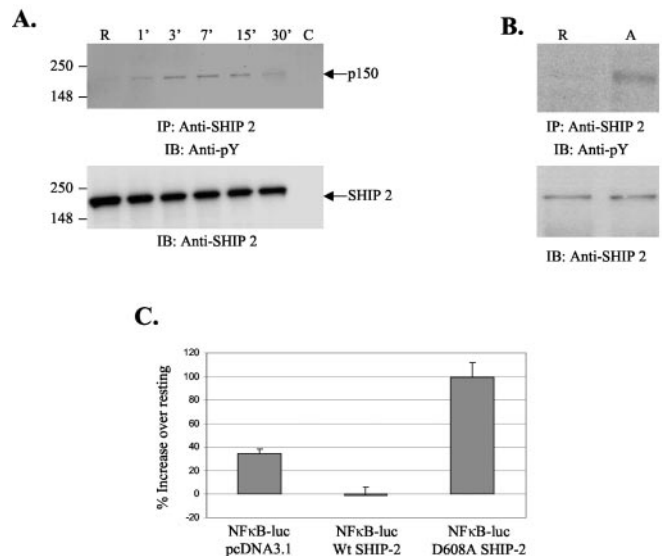 A.
R 1’ 3’ 7’ 15’ 30’ C
250
148
p150
IP: Anti-SHIP 2
IB: Anti-pY
250
148
SHIP 2
IB: Anti-SHIP 2
B.
R A
IP: Anti-SHIP 2
IB: Anti-pY
IB: Anti-SHIP 2
C.
% Increase over resting
120
100
80
60
40
20
0
-20
NFκB-luc
pcDNA3.1
NFκB-luc
Wt SHIP-2
NFκB-luc
D608A SHIP-2